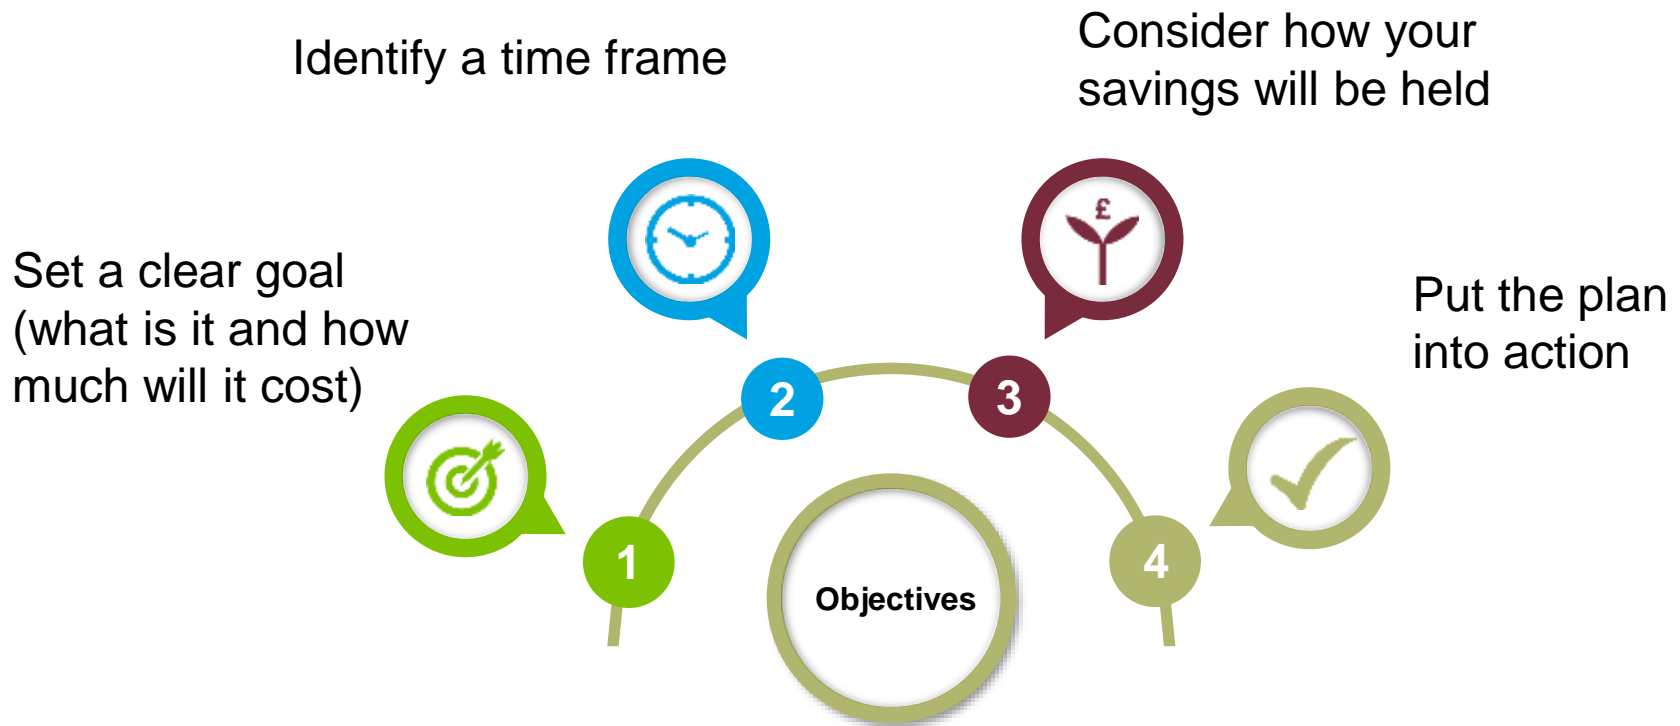 Set a clear goal
(what is it and how
much will it cost)
1
Identify a time frame
2
Consider how your
savings will be held
£
3
Put the plan
into action
4
Objectives